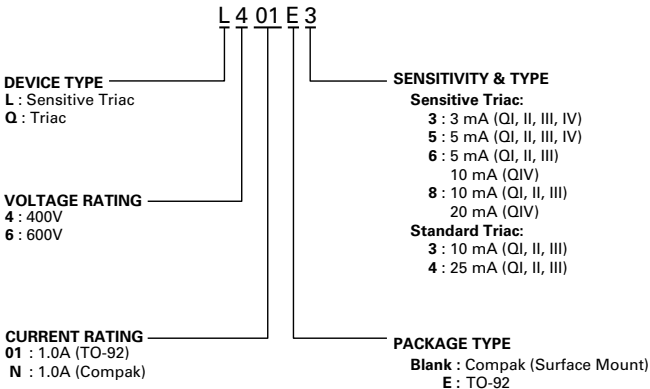 L 4 01 E 3
DEVICE TYPE
L : Sensitive Triac
Q : Triac
VOLTAGE RATING
4 : 400V
6 : 600V
CURRENT RATING
01 : 1.0A (TO-92)
N : 1.0A (Compak)
SENSITIVITY & TYPE
Sensitive Triac:
3 : 3 mA (QI, II, III, IV)
5 : 5 mA (QI, II, III, IV)
6 : 5 mA (QI, II, III)
10 mA (QIV)
8 : 10 mA (QI, II, III)
20 mA (QIV)
Standard Triac:
3 : 10 mA (QI, II, III)
4 : 25 mA (QI, II, III)
PACKAGE TYPE
Blank : Compak (Surface Mount)
E : TO-92